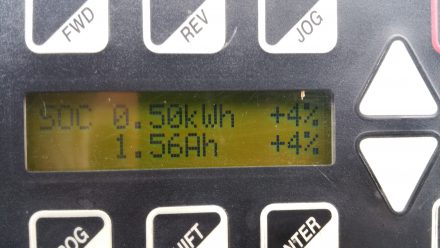 FWD
REV
JOG
SOC 0.50kWh +4%
1.56Ah +4%